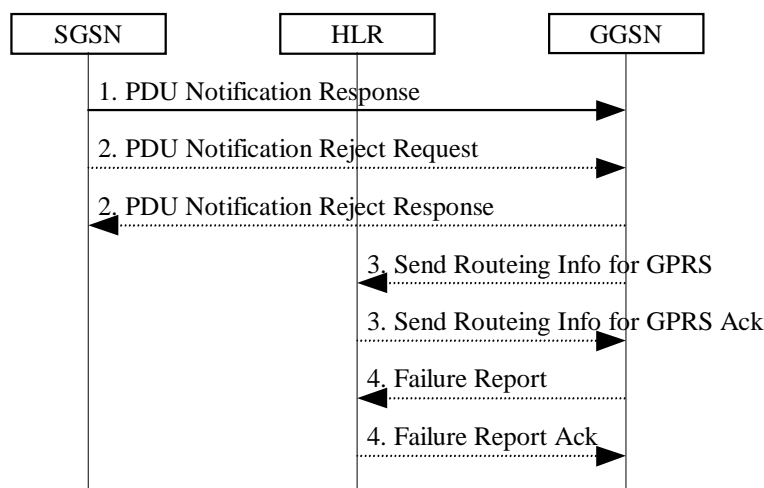 SGSN HLR GGSN
1. PDU Notification Response
2. PDU Notification Reject Request
2. PDU Notification Reject Response
3. Send Routeing Info for GPRS
3. Send Routeing Info for GPRS Ack
4. Failure Report
4. Failure Report Ack